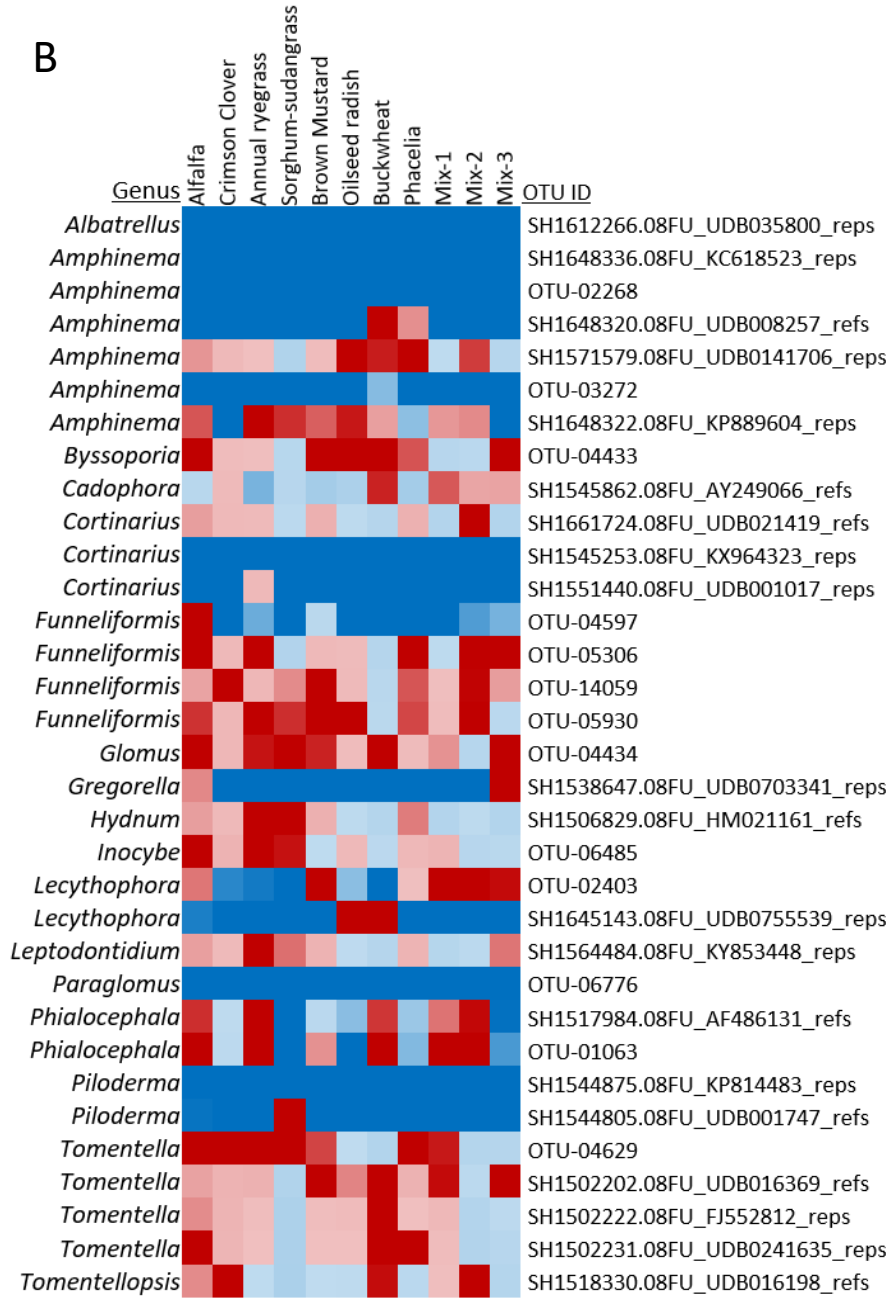 B
Genus Alfalfa Crimson Clover Annual ryegrass Sorghum-sudangrass Brown Mustard Oilseed radish Buckwheat Phacelia Mix-1 Mix-2 Mix-3 OTU ID
Albatrellus SH1612266.08FU_UDB035800_reps
Amphinema SH1648336.08FU_KC618523_reps
Amphinema OTU-02268
Amphinema SH1648320.08FU_UDB008257_refs
Amphinema SH1571579.08FU_UDB0141706_reps
Amphinema OTU-03272
Amphinema SH1648322.08FU_KP889604_reps
Byssoporia OTU-04433
Cadophora SH1545862.08FU_AY249066_refs
Cortinarius SH1661724.08FU_UDB021419_refs
Cortinarius SH1545253.08FU_KX964323_reps
Cortinarius SH1551440.08FU_UDB001017_reps
Funneliformis OTU-04597
Funneliformis OTU-05306
Funneliformis OTU-14059
Funneliformis OTU-05930
Glomus OTU-04434
Gregorella SH1538647.08FU_UDB0703341_reps
Hydnum SH1506829.08FU_HM021161_refs
Inocybe OTU-06485
Lecythophora OTU-02403
Lecythophora SH1645143.08FU_UDB0755539_reps
Leptodontidium SH1564484.08FU_KY853448_reps
Paraglomus OTU-06776
Phialocephala SH1517984.08FU_AF486131_refs
Phialocephala OTU-01063
Piloderma SH1544875.08FU_KP814483_reps
Piloderma SH1544805.08FU_UDB001747_refs
Tomentella OTU-04629
Tomentella SH1502202.08FU_UDB016369_refs
Tomentella SH1502222.08FU_FJ552812_reps
Tomentella SH1502231.08FU_UDB0241635_reps
Tomentellopsis SH1518330.08FU_UDB016198_refs